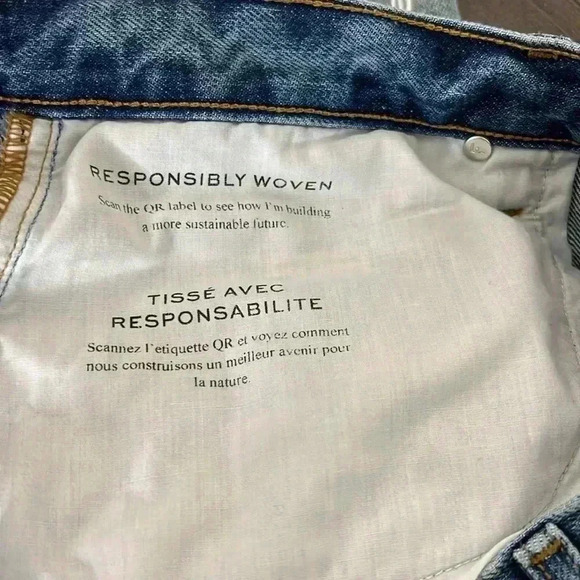 RESPONSIBLY WOVEN
Scan the QR label to see how I'm building
a more sustainable future.
TISSÉ AVEC
RESPONSABILITE
Scannez l'etiquette QR et voyez comment
nous construisons un meilleur avenir pour
la nature.